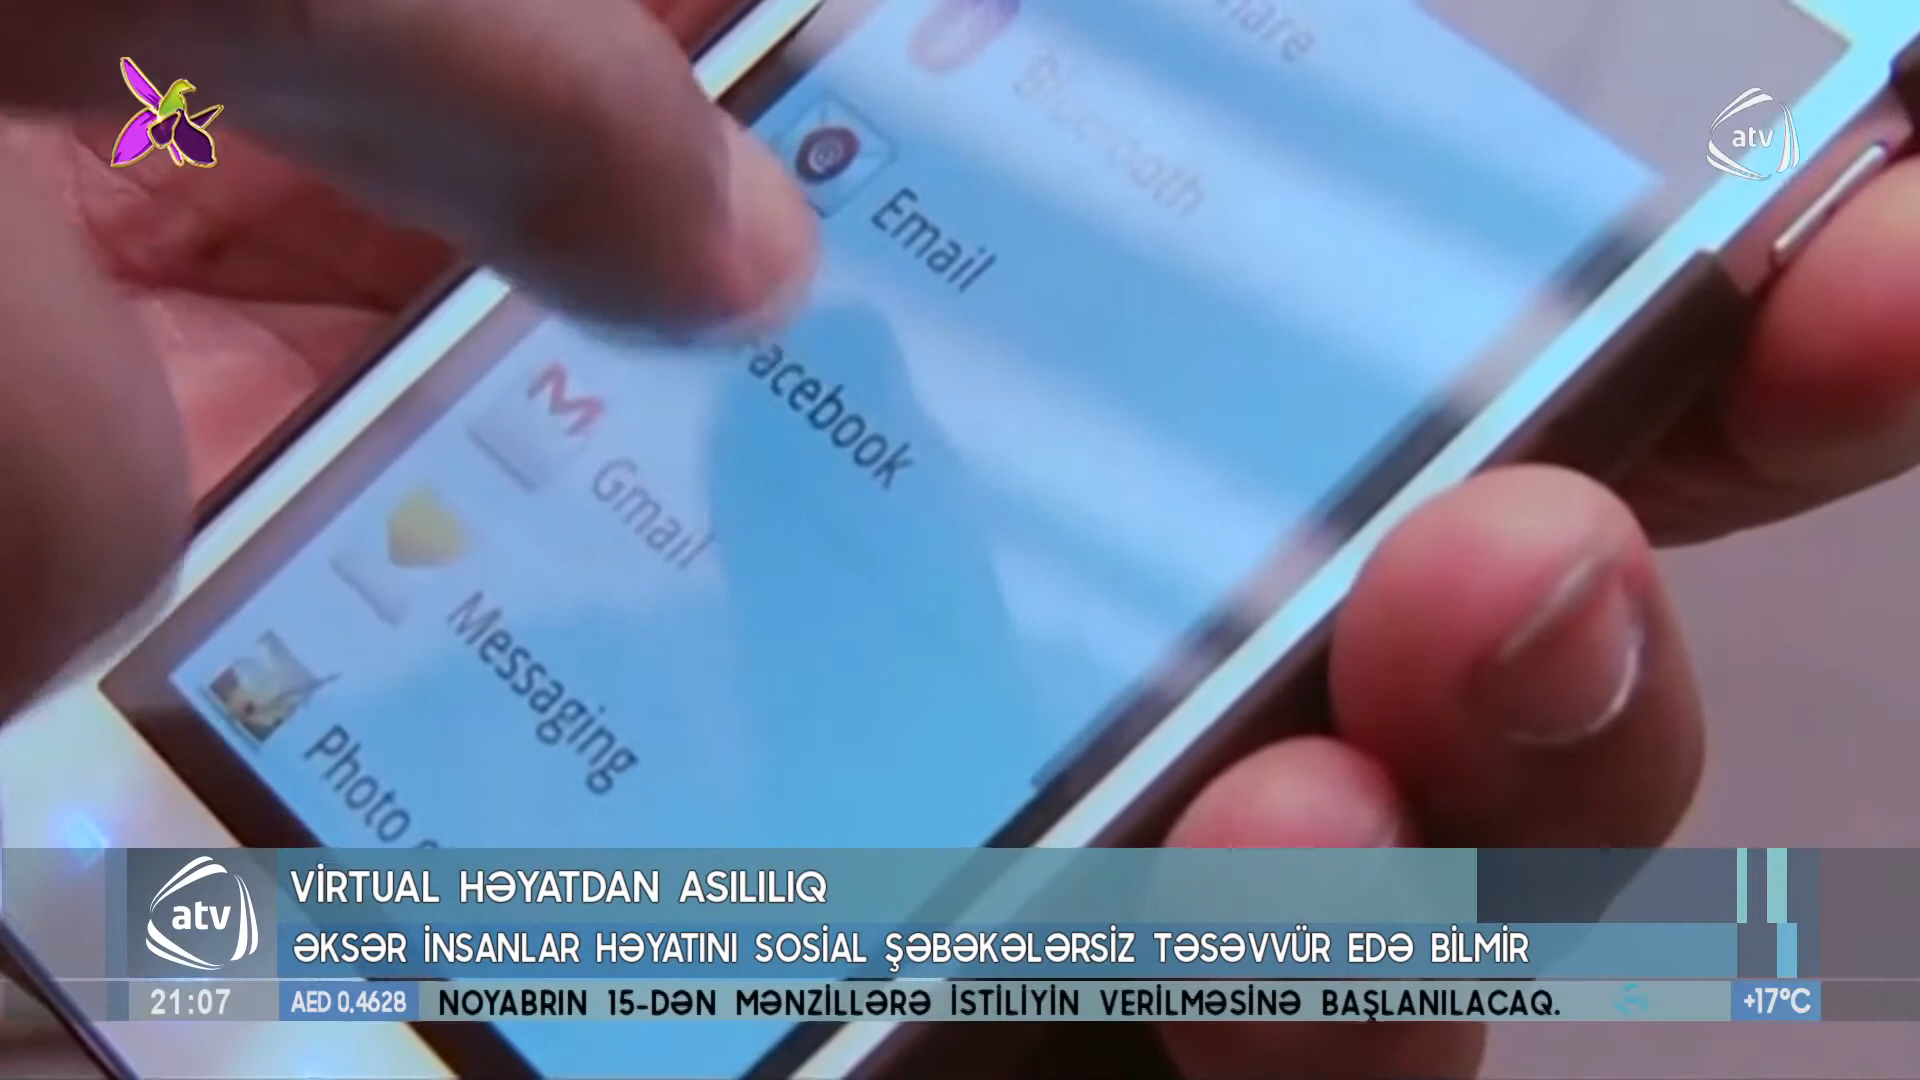 atv
Bluetooth
Email
Facebook
Gmail
Messaging
Photo
atv
VİRTUAL HƏYATDAN ASILILIQ
ƏKSƏR İNSANLAR HƏYATINI SOSİAL ŞƏBƏKƏLƏRSİZ TƏSƏVVÜR EDƏ BİLMİR
21:07 AED 0.4628 NOYABRIN 15-DƏN MƏNZİLLƏRƏ İSTİLİYİN VERİLMƏSİNƏ BAŞLANILACAQ. +17°C